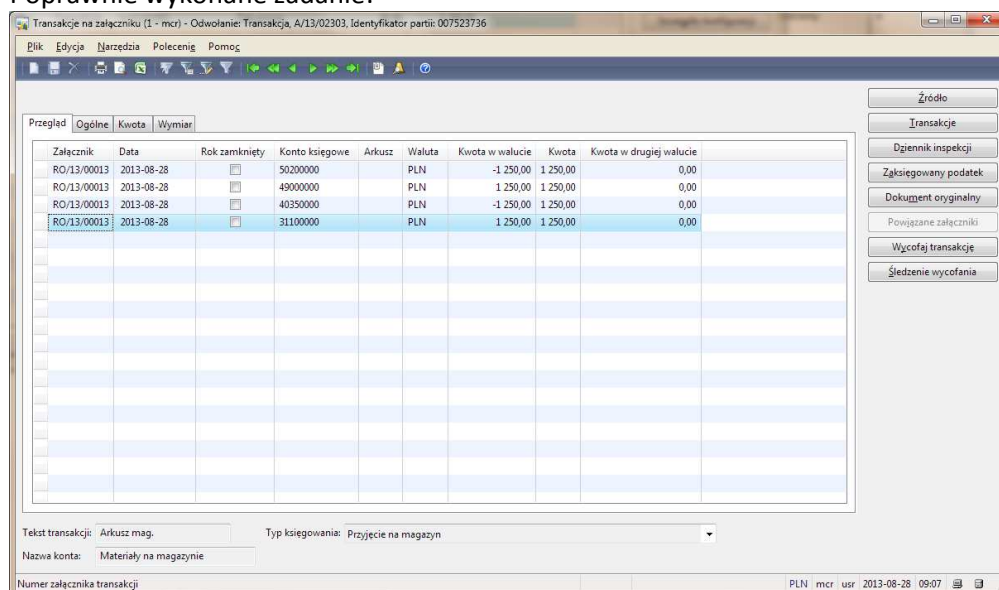 Poprawnie wykonane zadanie:
Transakcje na załączniku (1 - mcr) - Odwołanie: Transakcja, A/13/02303, Identyfikator partii: 007523736
Plik Edycja Narzędzia Polecenie Pomoc
Źródło
Przegląd Ogólne Kwota Wymiar
Transakcje
Załącznik Data Rok zamknięty Konto księgowe Arkusz Waluta Kwota w walucie Kwota Kwota w drugiej walucie
Dziennik inspekcji
RO/13/00013 2013-08-28 50200000 PLN -1 250,00 1 250,00 0,00
Zaksięgowany podatek
RO/13/00013 2013-08-28 49000000 PLN 1 250,00 1 250,00 0,00
RO/13/00013 2013-08-28 40350000 PLN -1 250,00 1 250,00 0,00
Dokument oryginalny
RO/13/00013 2013-08-28 31100000 PLN 1 250,00 1 250,00 0,00
Powiązane załączniki
Wycofaj transakcję
Śledzenie wycofania
Tekst transakcji: Arkusz mag. Typ księgowania: Przyjęcie na magazyn
Nazwa konta: Materiały na magazynie
Numer załącznika transakcji PLN mcr usr 2013-08-28 09:07